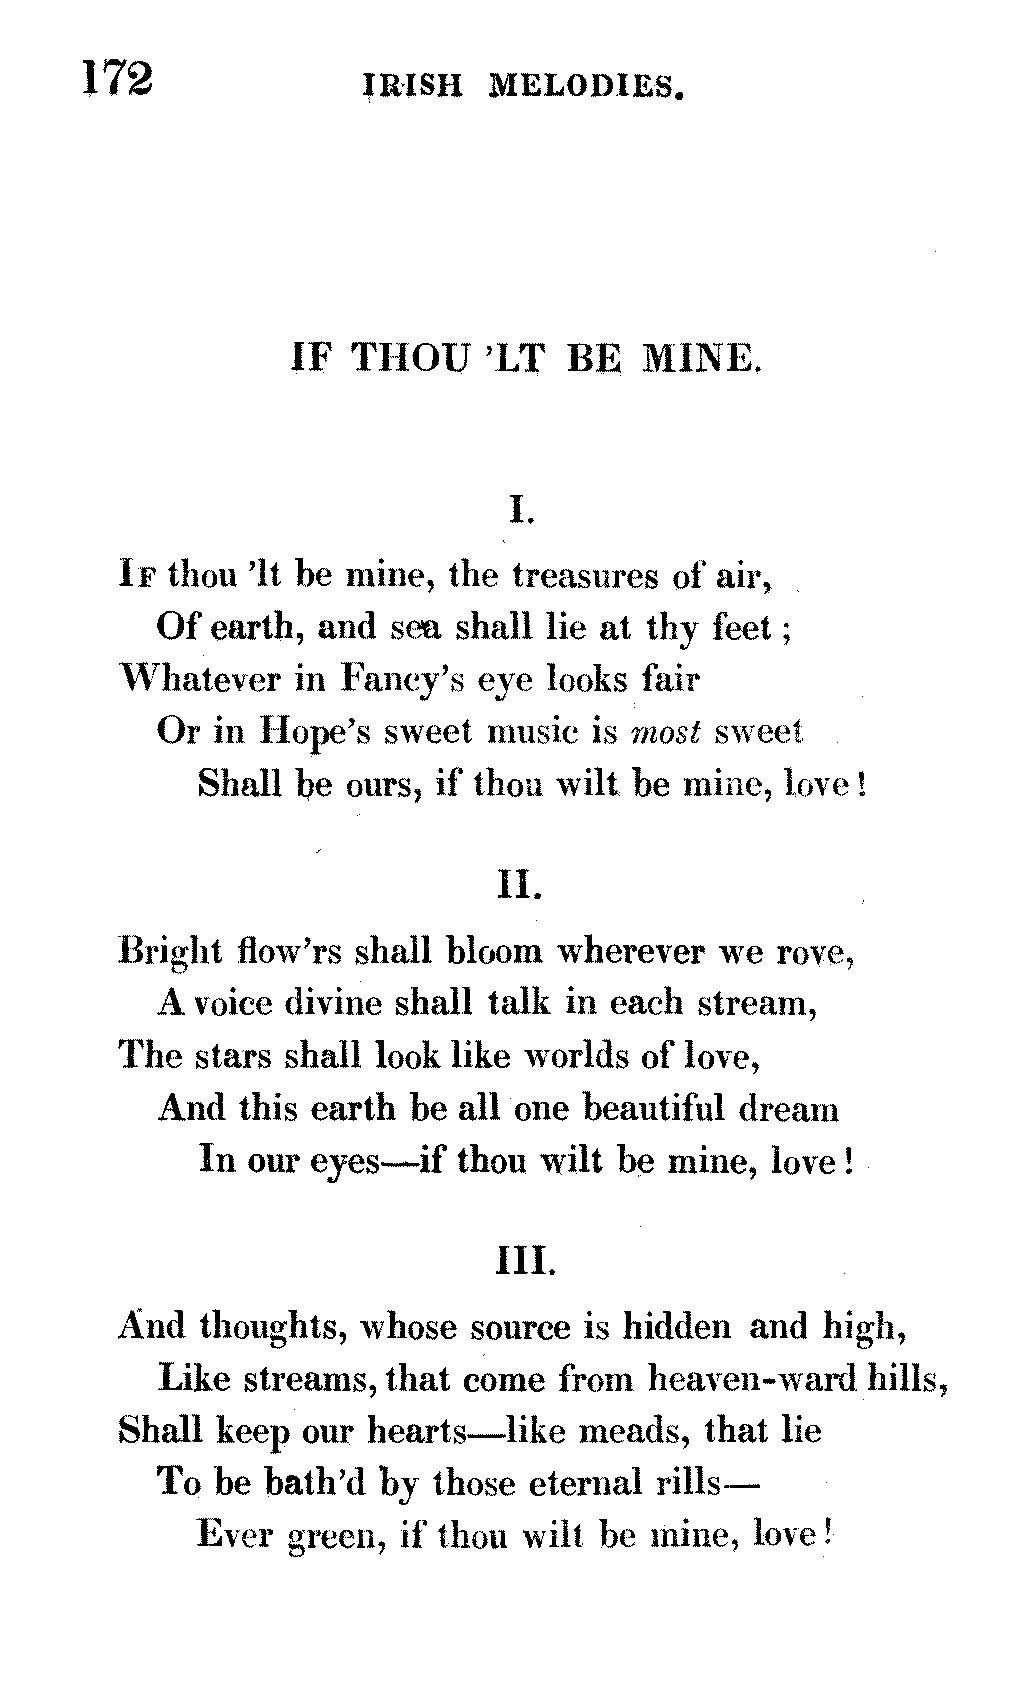 172 IRISH MELODIES.
IF THOU 'LT BE MINE.
I.
IF thou 'lt be mine, the treasures of air,
Of earth, and sea shall lie at thy feet ;
Whatever in Fancy's eye looks fair
Or in Hope's sweet music is most sweet
Shall be ours, if thou wilt be mine, love !
II.
Bright flow'rs shall bloom wherever we rove,
A voice divine shall talk in each stream,
The stars shall look like worlds of love,
And this earth be all one beautiful dream
In our eyes—if thou wilt be mine, love !
III.
And thoughts, whose source is hidden and high,
Like streams, that come from heaven-ward hills,
Shall keep our hearts—like meads, that lie
To be bath'd by those eternal rills—
Ever green, if thou wilt be mine, love !